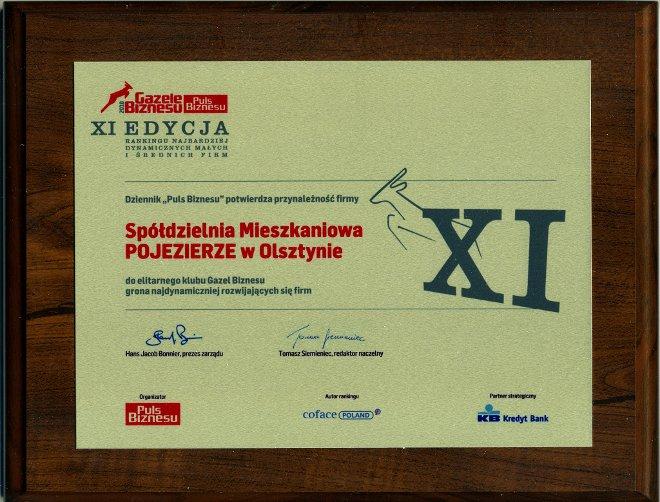 Gazele
Biznesu
Puls
Biznesu
2010
XI EDYCJA
RANKINGU NAJBARDZIEJ
DYNAMICZNYCH MAŁYCH
I ŚREDNICH FIRM
Dziennik „Puls Biznesu” potwierdza przynależność firmy
Spółdzielnia Mieszkaniowa
POJEZIERZE w Olsztynie
XI
do elitarnego klubu Gazel Biznesu
grona najdynamiczniej rozwijających się firm
Hans Jacob Bonnier, prezes zarządu
Tomasz Siemieniec, redaktor naczelny
Organizator
Autor rankingu
Partner strategiczny
Puls
Biznesu
coface POLAND
KB Kredyt Bank